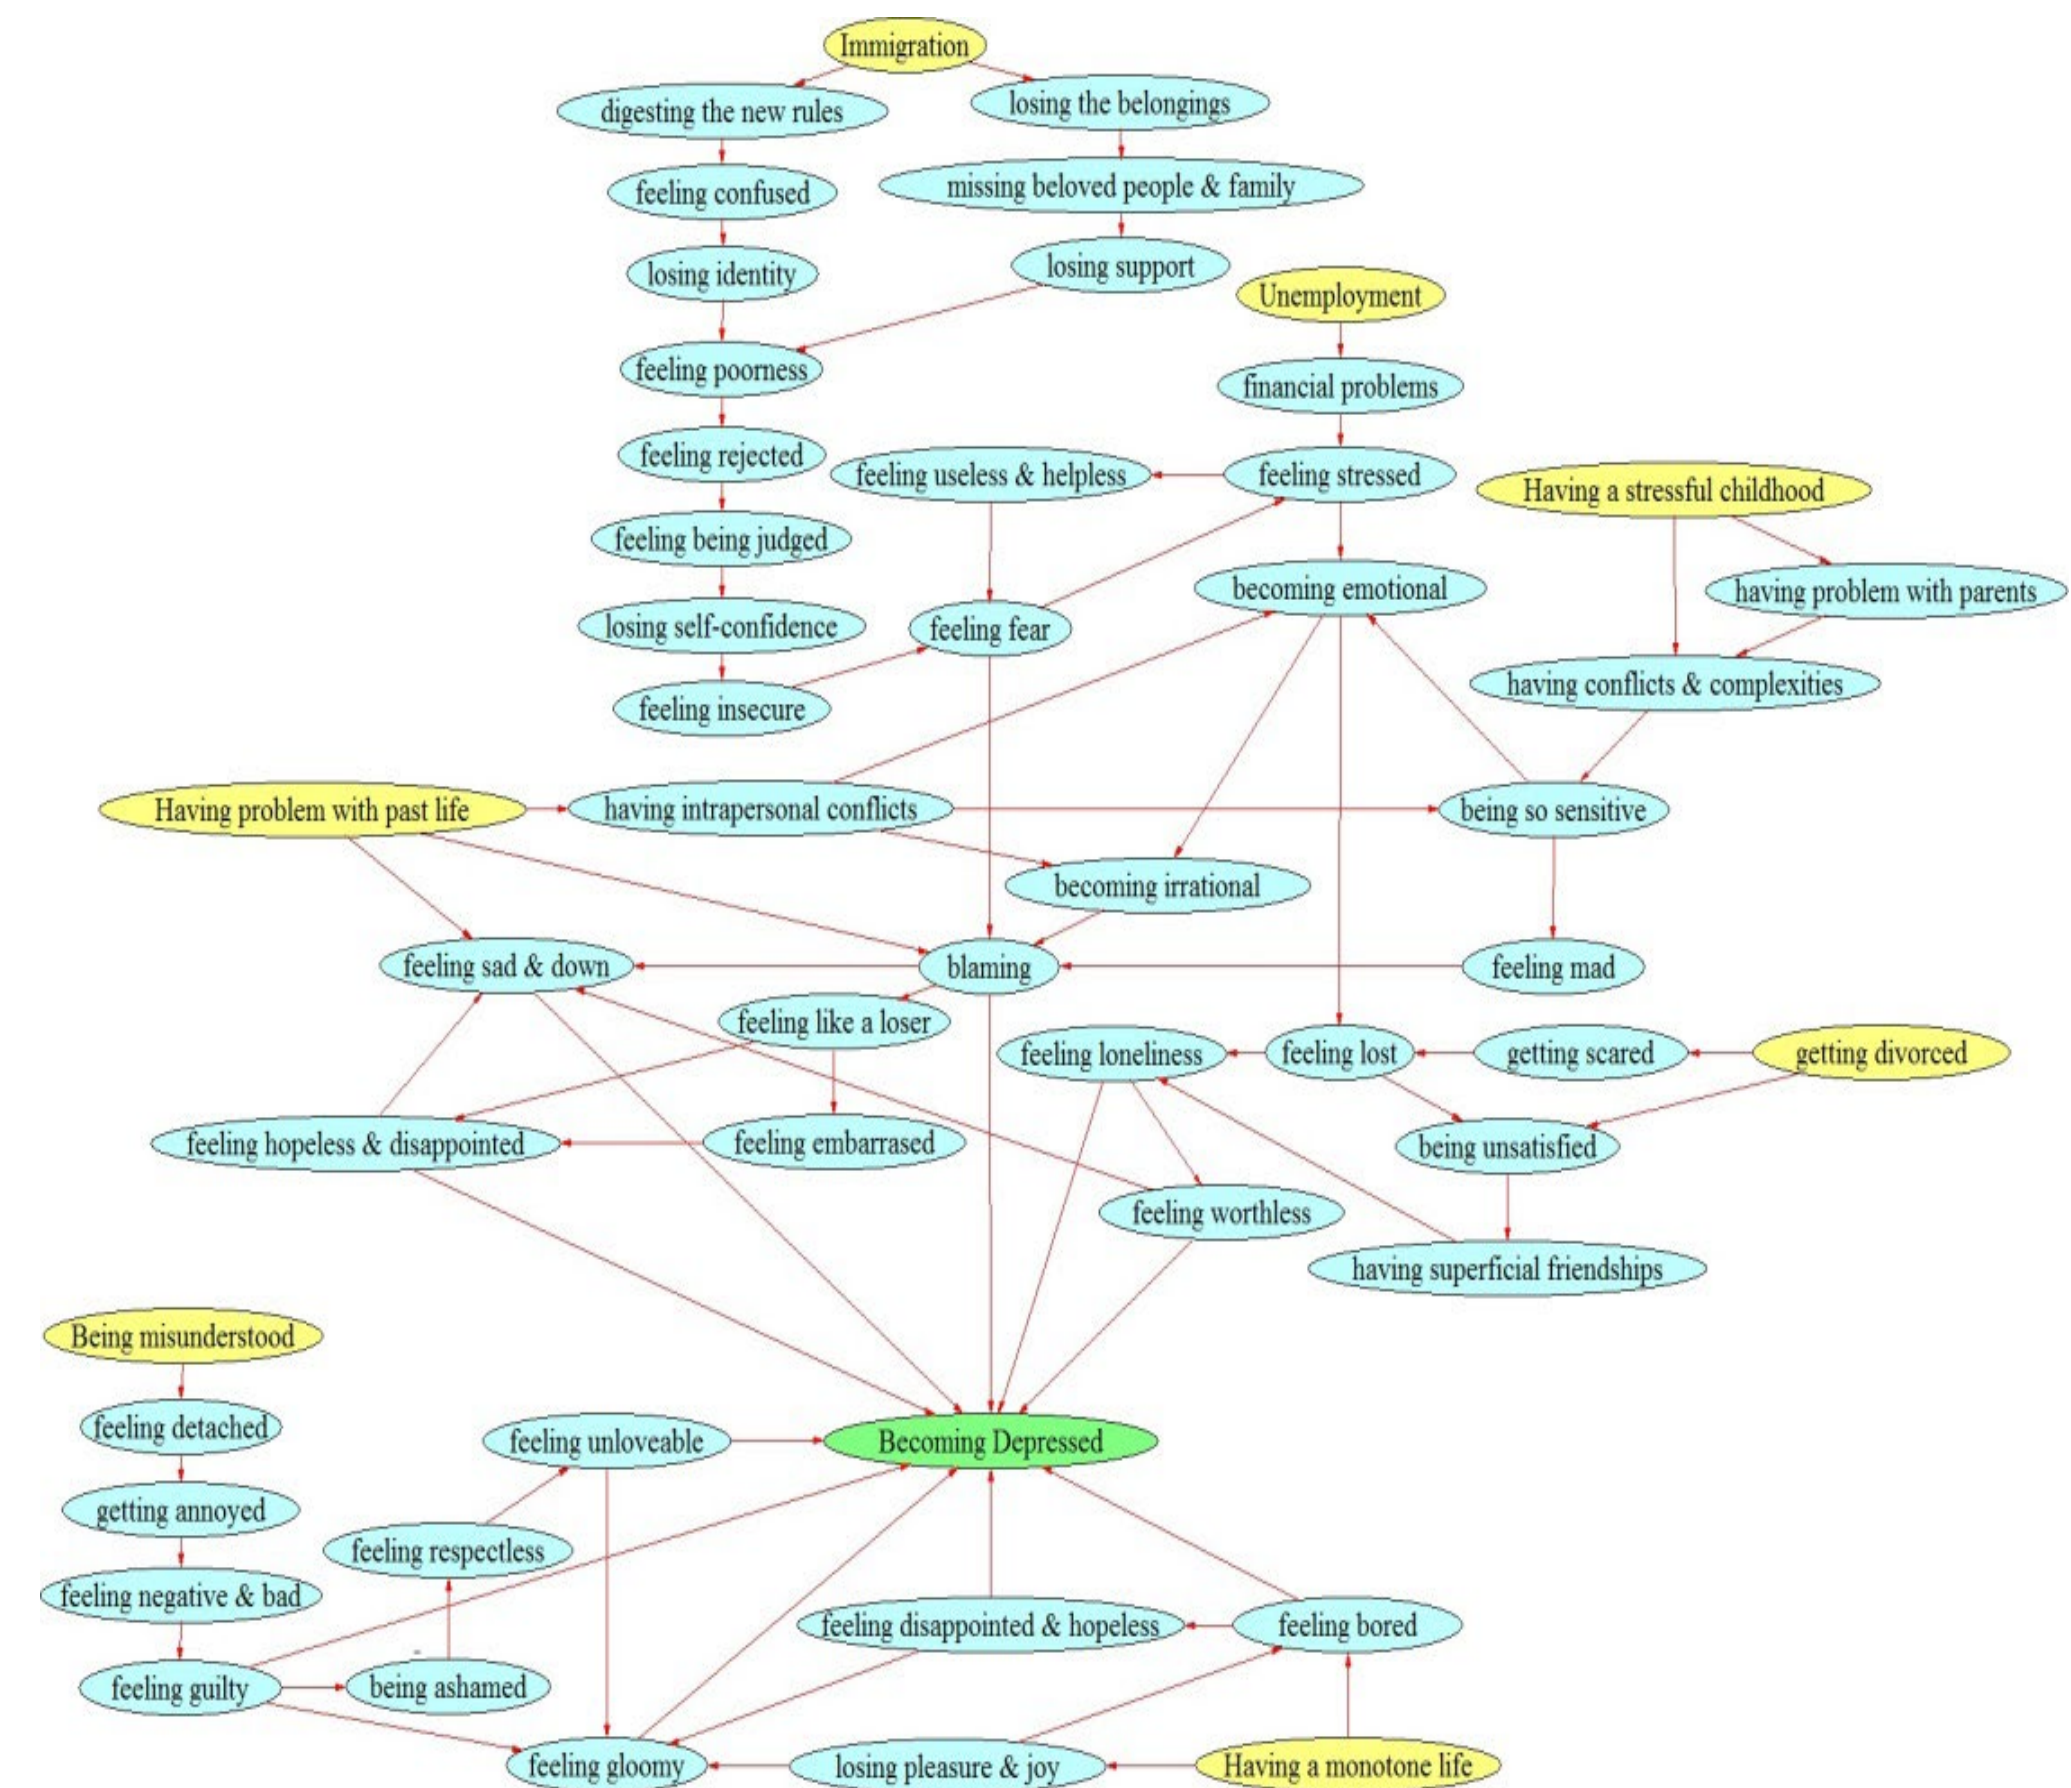 Immigration
digesting the new rules
losing the belongings
feeling confused
missing beloved people & family
losing identity
losing support
Unemployment
feeling poorness
financial problems
feeling rejected
feeling useless & helpless
feeling stressed
Having a stressful childhood
feeling being judged
becoming emotional
having problem with parents
losing self-confidence
feeling fear
having conflicts & complexities
feeling insecure
Having problem with past life
having intrapersonal conflicts
being so sensitive
becoming irrational
feeling sad & down
blaming
feeling mad
feeling like a loser
feeling loneliness
feeling lost
getting scared
getting divorced
feeling hopeless & disappointed
feeling embarrased
being unsatisfied
feeling worthless
having superficial friendships
Being misunderstood
feeling detached
feeling unloveable
Becoming Depressed
getting annoyed
feeling respectless
feeling negative & bad
feeling disappointed & hopeless
feeling bored
feeling guilty
being ashamed
feeling gloomy
losing pleasure & joy
Having a monotone life